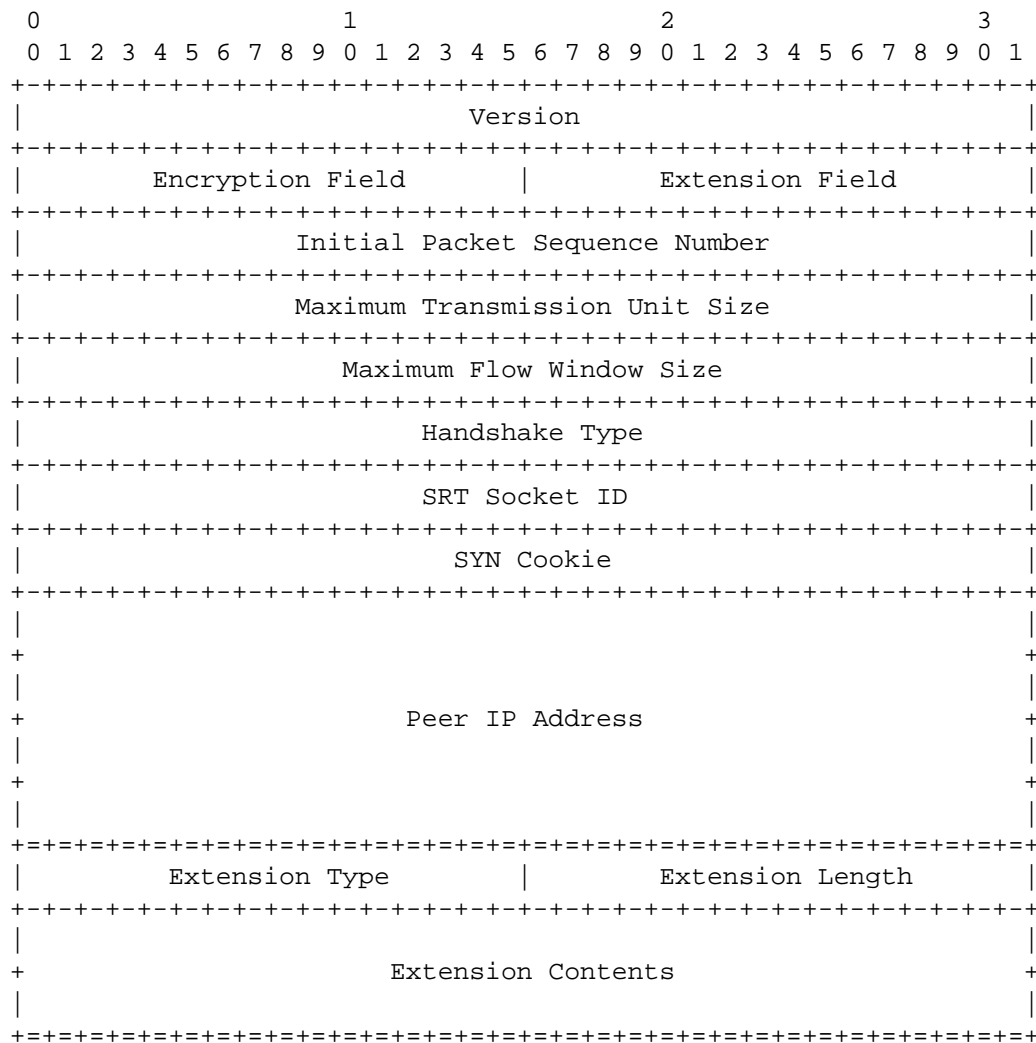 0                   1                   2                   3
 0 1 2 3 4 5 6 7 8 9 0 1 2 3 4 5 6 7 8 9 0 1 2 3 4 5 6 7 8 9 0 1
+-+-+-+-+-+-+-+-+-+-+-+-+-+-+-+-+-+-+-+-+-+-+-+-+-+-+-+-+-+-+-+-+
|                            Version                            |
+-+-+-+-+-+-+-+-+-+-+-+-+-+-+-+-+-+-+-+-+-+-+-+-+-+-+-+-+-+-+-+-+
|        Encryption Field       |        Extension Field        |
+-+-+-+-+-+-+-+-+-+-+-+-+-+-+-+-+-+-+-+-+-+-+-+-+-+-+-+-+-+-+-+-+
|                 Initial Packet Sequence Number                |
+-+-+-+-+-+-+-+-+-+-+-+-+-+-+-+-+-+-+-+-+-+-+-+-+-+-+-+-+-+-+-+-+
|                 Maximum Transmission Unit Size                |
+-+-+-+-+-+-+-+-+-+-+-+-+-+-+-+-+-+-+-+-+-+-+-+-+-+-+-+-+-+-+-+-+
|                    Maximum Flow Window Size                   |
+-+-+-+-+-+-+-+-+-+-+-+-+-+-+-+-+-+-+-+-+-+-+-+-+-+-+-+-+-+-+-+-+
|                         Handshake Type                        |
+-+-+-+-+-+-+-+-+-+-+-+-+-+-+-+-+-+-+-+-+-+-+-+-+-+-+-+-+-+-+-+-+
|                         SRT Socket ID                         |
+-+-+-+-+-+-+-+-+-+-+-+-+-+-+-+-+-+-+-+-+-+-+-+-+-+-+-+-+-+-+-+-+
|                           SYN Cookie                          |
+-+-+-+-+-+-+-+-+-+-+-+-+-+-+-+-+-+-+-+-+-+-+-+-+-+-+-+-+-+-+-+-+
|                                                               |
+                                                               +
|                                                               |
+                        Peer IP Address                        +
|                                                               |
+                                                               +
|                                                               |
+=+=+=+=+=+=+=+=+=+=+=+=+=+=+=+=+=+=+=+=+=+=+=+=+=+=+=+=+=+=+=+=+
|         Extension Type        |        Extension Length       |
+-+-+-+-+-+-+-+-+-+-+-+-+-+-+-+-+-+-+-+-+-+-+-+-+-+-+-+-+-+-+-+-+
|                                                               |
+                       Extension Contents                      +
|                                                               |
+=+=+=+=+=+=+=+=+=+=+=+=+=+=+=+=+=+=+=+=+=+=+=+=+=+=+=+=+=+=+=+=+